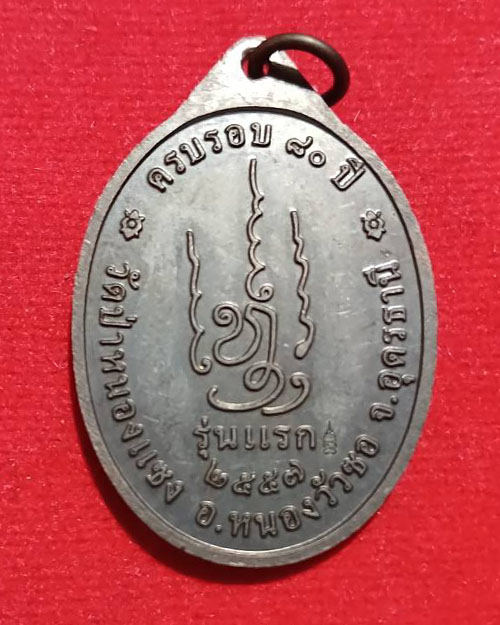 ครบรอบ ๘๐ ปี
รุ่นแรก
๒๕๕๗
วัดป่าหนองแซง อ.หนองวัวซอ จ.อุดรธานี